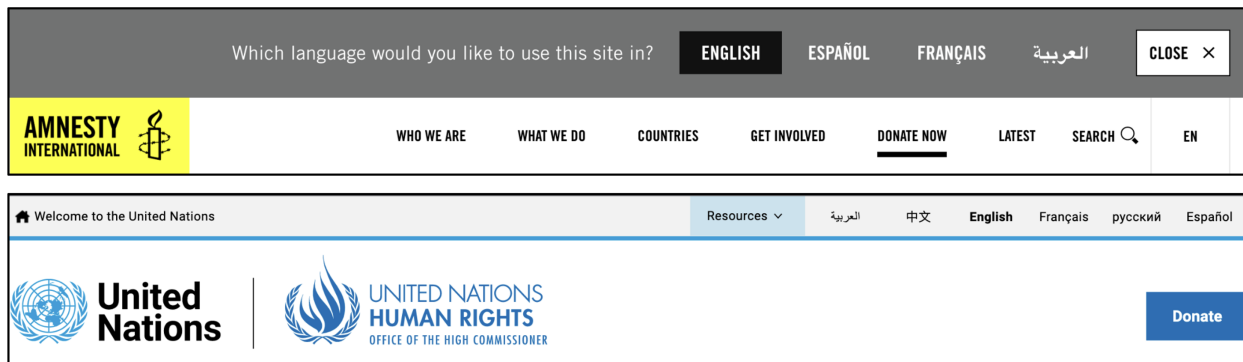 Which language would you like to use this site in? ENGLISH ESPAÑOL FRANÇAIS العربية CLOSE ×
AMNESTY
INTERNATIONAL
WHO WE ARE WHAT WE DO COUNTRIES GET INVOLVED DONATE NOW LATEST SEARCH EN
Welcome to the United Nations Resources العربية 中文 English Français русский Español
United
Nations
UNITED NATIONS
HUMAN RIGHTS
OFFICE OF THE HIGH COMMISSIONER
Donate